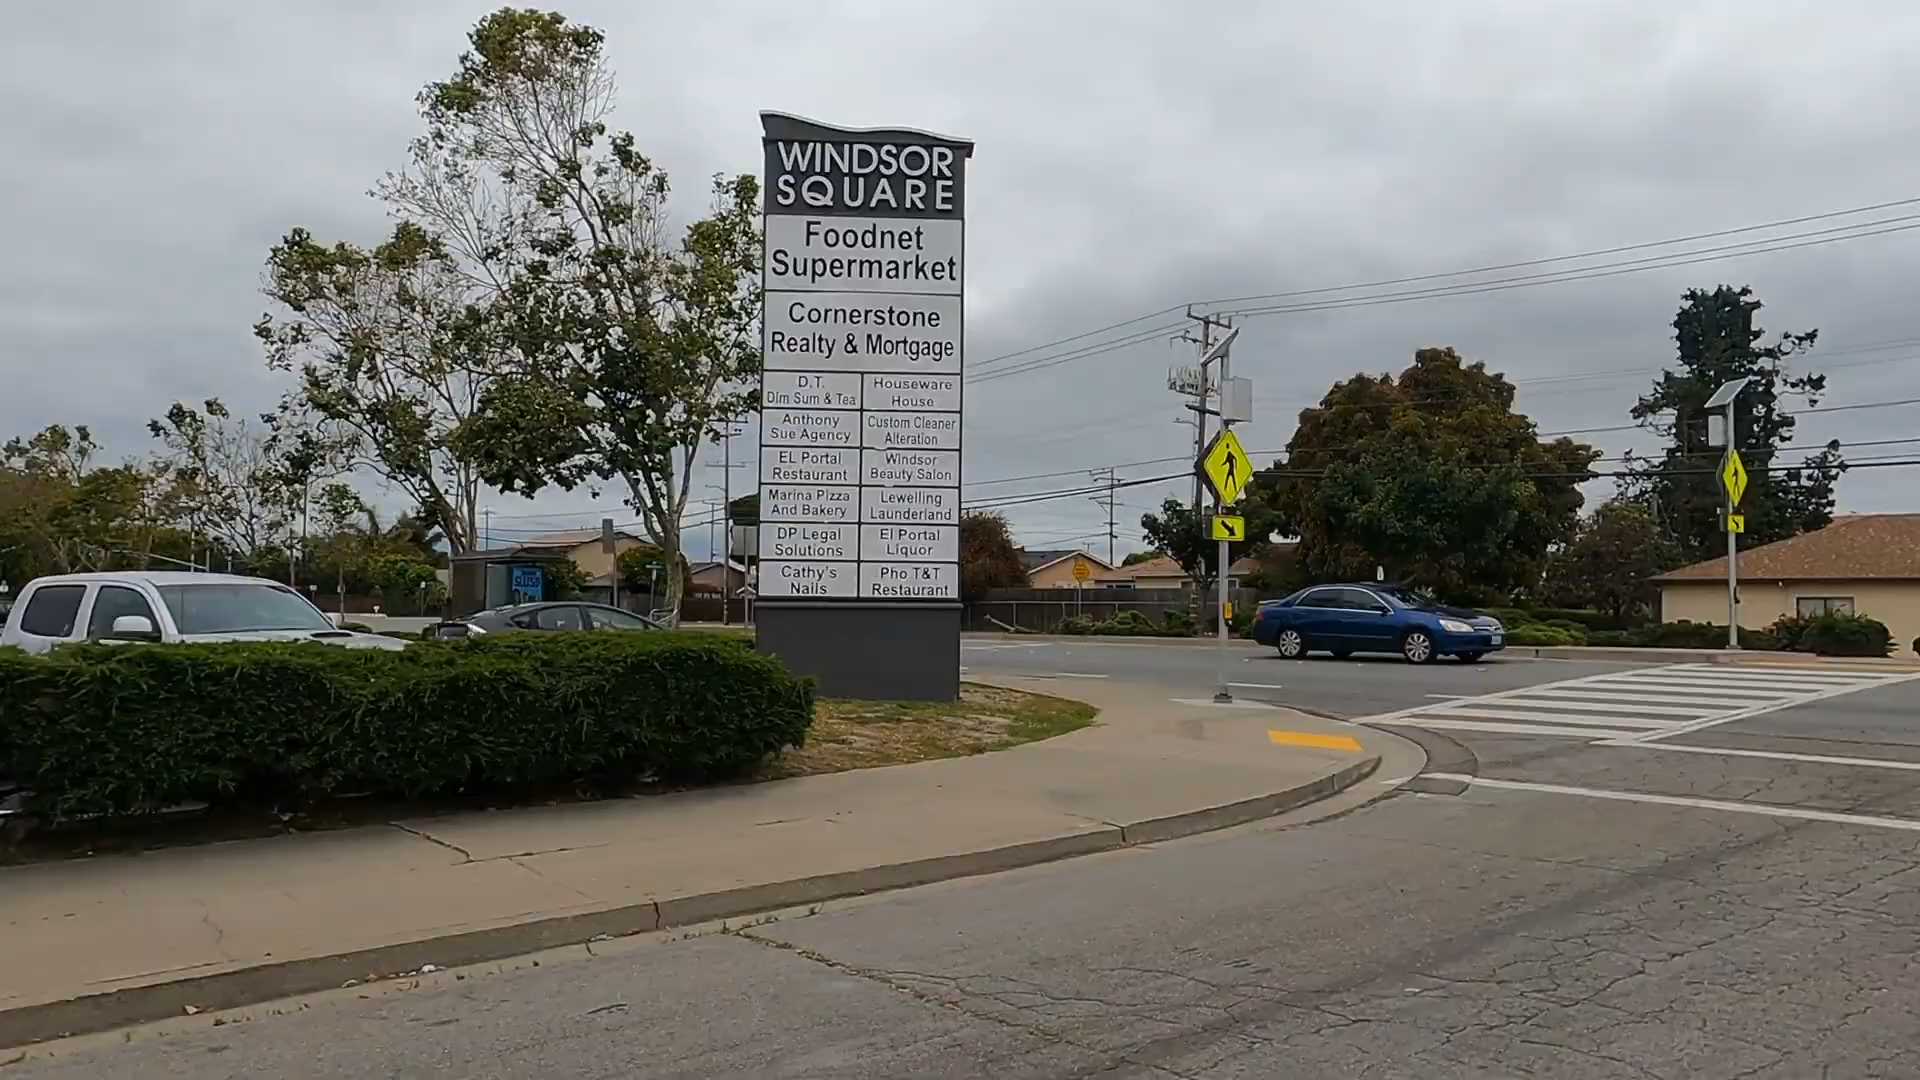 WINDSOR
SQUARE
Foodnet
Supermarket
Cornerstone
Realty & Mortgage
D.T.
Dim Sum & Tea
Houseware
House
Anthony
Sue Agency
Custom Cleaner
Alteration
EL Portal
Restaurant
Windsor
Beauty Salon
Marina Pizza
And Bakery
Lewelling
Launderland
DP Legal
Solutions
El Portal
Liquor
Cathy's
Nails
Pho T&T
Restaurant